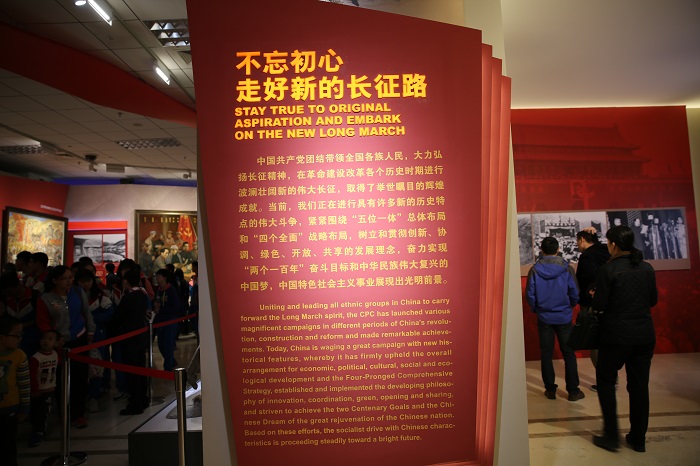 不忘初心
走好新的长征路
STAY TRUE TO ORIGINAL
ASPIRATION AND EMBARK
ON THE NEW LONG MARCH
中国共产党团结带领全国各族人民，大力弘
扬长征精神，在革命建设改革各个历史时期进行
波澜壮阔新的伟大长征，取得了举世瞩目的辉煌
成就。当前，我们正在进行具有许多新的历史特
点的伟大斗争，紧紧围绕“五位一体”总体布局
和“四个全面”战略布局，树立和贯彻创新、协
调、绿色、开放、共享的发展理念，奋力实现
“两个一百年”奋斗目标和中华民族伟大复兴的
中国梦，中国特色社会主义事业展现出光明前景。
Uniting and leading all ethnic groups in China to carry
forward the Long March spirit, the CPC has launched various
magnificent campaigns in different periods of China's revolu-
tion, construction and reform and made remarkable achieve-
ments. Today, China is waging a great campaign with new his-
torical features, whereby it has firmly upheld the overall
arrangement for economic, political, cultural, social and eco-
logical development and the Four-Pronged Comprehensive
Strategy, established and implemented the developing philoso-
phy of innovation, coordination, green, opening and sharing,
and striven to achieve the two Centenary Goals and the Chi-
nese Dream of the great rejuvenation of the Chinese nation.
Based on these efforts, the socialist drive with Chinese charac-
teristics is proceeding steadily toward a bright future.